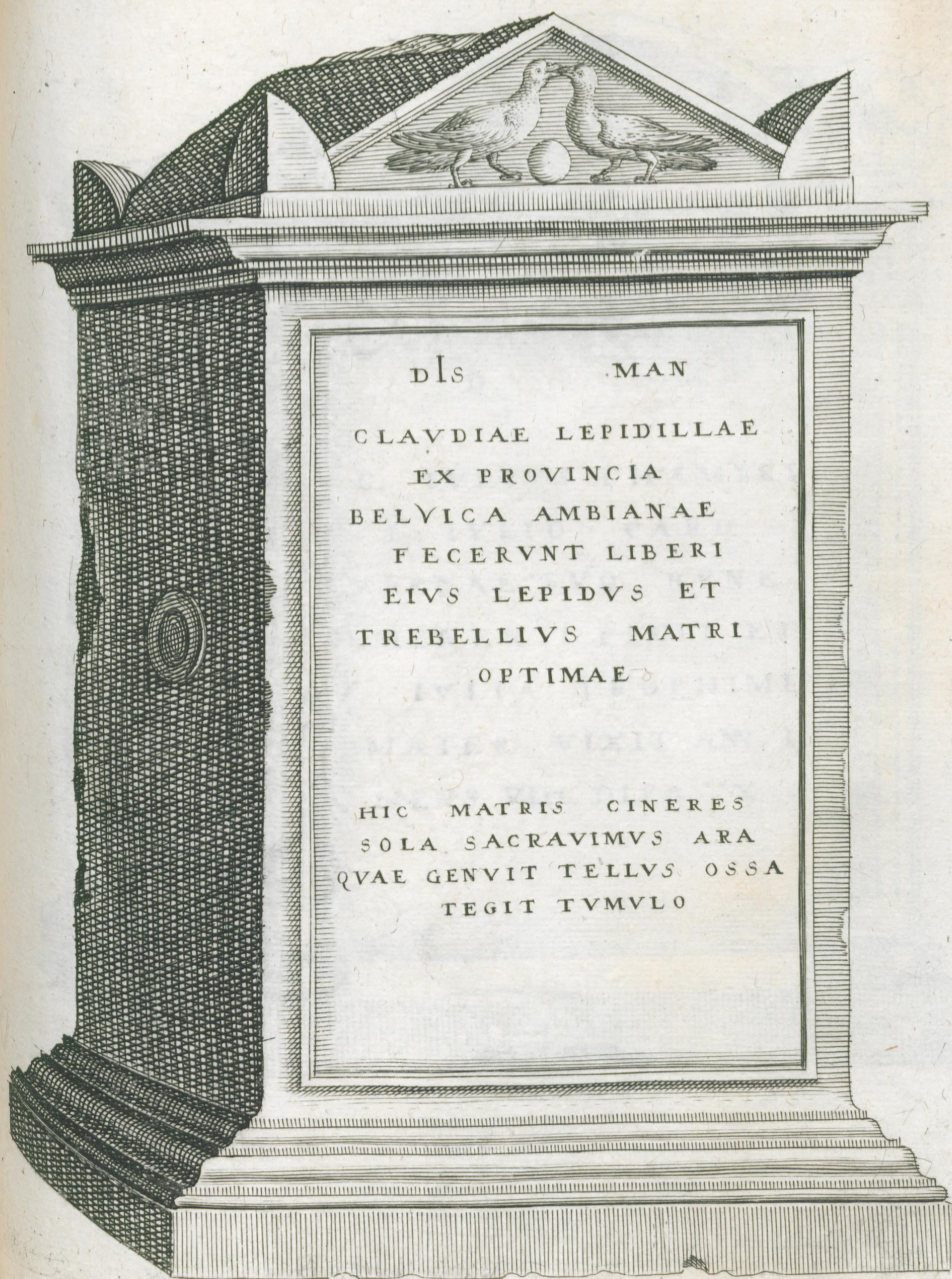 DIS MAN
CLAVDIAE LEPIDILLAE
EX PROVINCIA
BELVICA AMBIANAE
FECERVNT LIBERI
EIVS LEPIDVS ET
TREBELLIVS MATRI
OPTIMAE
HIC MATRIS CINERES
SOLA SACRAVIMVS ARA
QVAE GENVIT TELLVS OSSA
TEGIT TVMVLO